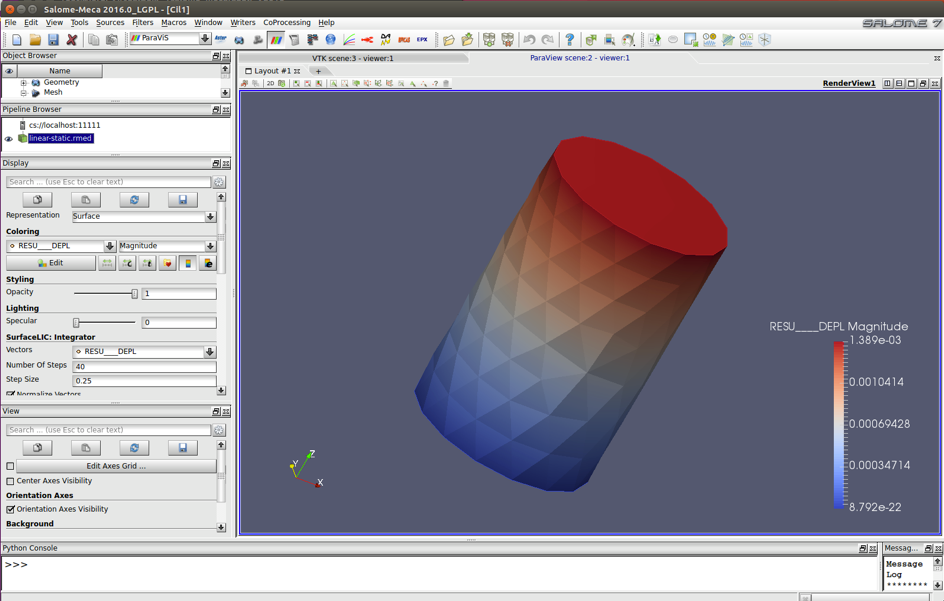 Salome-Meca 2016.0_LGPL - [Cil1]
File Edit View Tools Sources Filters Macros Window Writers CoProcessing Help
SALOME 7
ParaViS
EPX
Object Browser
Name
Geometry
Mesh
Pipeline Browser
cs://localhost:11111
linear-static.rmed
Display
Search ... (use Esc to clear text)
Representation Surface
Coloring
RESU____DEPL Magnitude
Edit
Styling
Opacity 1
Lighting
Specular 0
SurfaceLIC: Integrator
Vectors RESU____DEPL
Number Of Steps 40
Step Size 0.25
Normalize Vectors
View
Search ... (use Esc to clear text)
Edit Axes Grid ...
Center Axes Visibility
Orientation Axes
Orientation Axes Visibility
Background
VTK scene:3 - viewer:1 ParaView scene:2 - viewer:1
Layout #1
2D
RenderView1
RESU____DEPL Magnitude
1.389e-03
0.0010414
0.00069428
0.00034714
8.792e-22
Z
Y
X
Python Console
>>>
Messag...
Message
Log
********